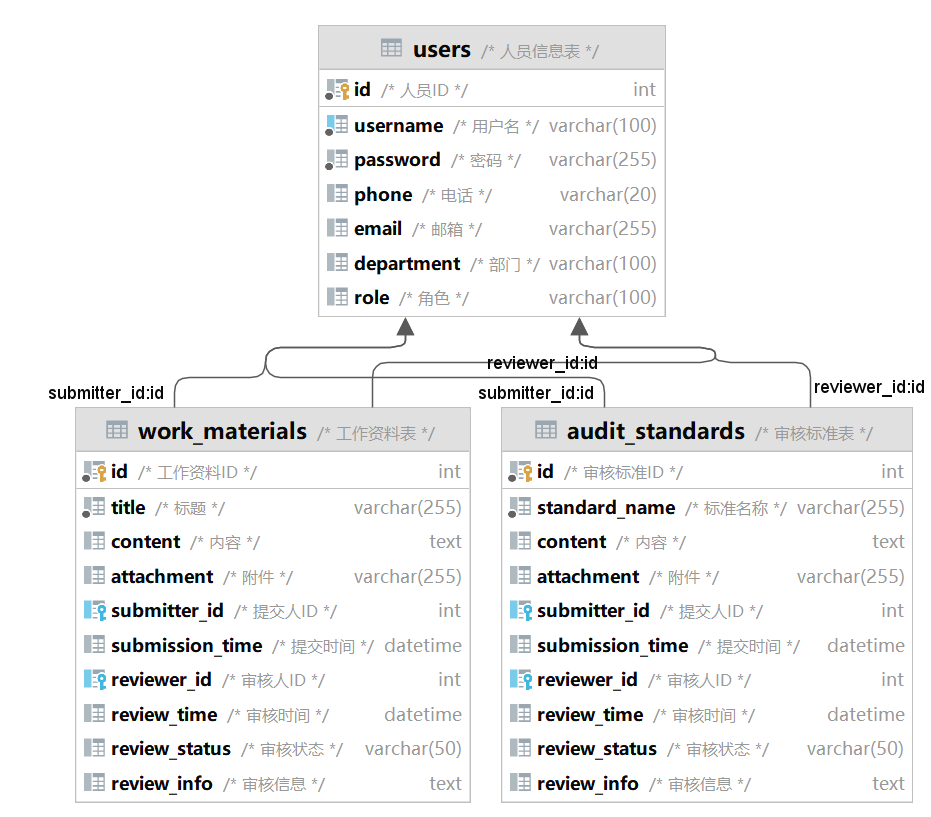 users /* 人员信息表 */
id /* 人员ID */ int
username /* 用户名 */ varchar(100)
password /* 密码 */ varchar(255)
phone /* 电话 */ varchar(20)
email /* 邮箱 */ varchar(255)
department /* 部门 */ varchar(100)
role /* 角色 */ varchar(100)
reviewer_id:id
submitter_id:id
submitter_id:id
reviewer_id:id
work_materials /* 工作资料表 */
id /* 工作资料ID */ int
title /* 标题 */ varchar(255)
content /* 内容 */ text
attachment /* 附件 */ varchar(255)
submitter_id /* 提交人ID */ int
submission_time /* 提交时间 */ datetime
reviewer_id /* 审核人ID */ int
review_time /* 审核时间 */ datetime
review_status /* 审核状态 */ varchar(50)
review_info /* 审核信息 */ text
audit_standards /* 审核标准表 */
id /* 审核标准ID */ int
standard_name /* 标准名称 */ varchar(255)
content /* 内容 */ text
attachment /* 附件 */ varchar(255)
submitter_id /* 提交人ID */ int
submission_time /* 提交时间 */ datetime
reviewer_id /* 审核人ID */ int
review_time /* 审核时间 */ datetime
review_status /* 审核状态 */ varchar(50)
review_info /* 审核信息 */ text